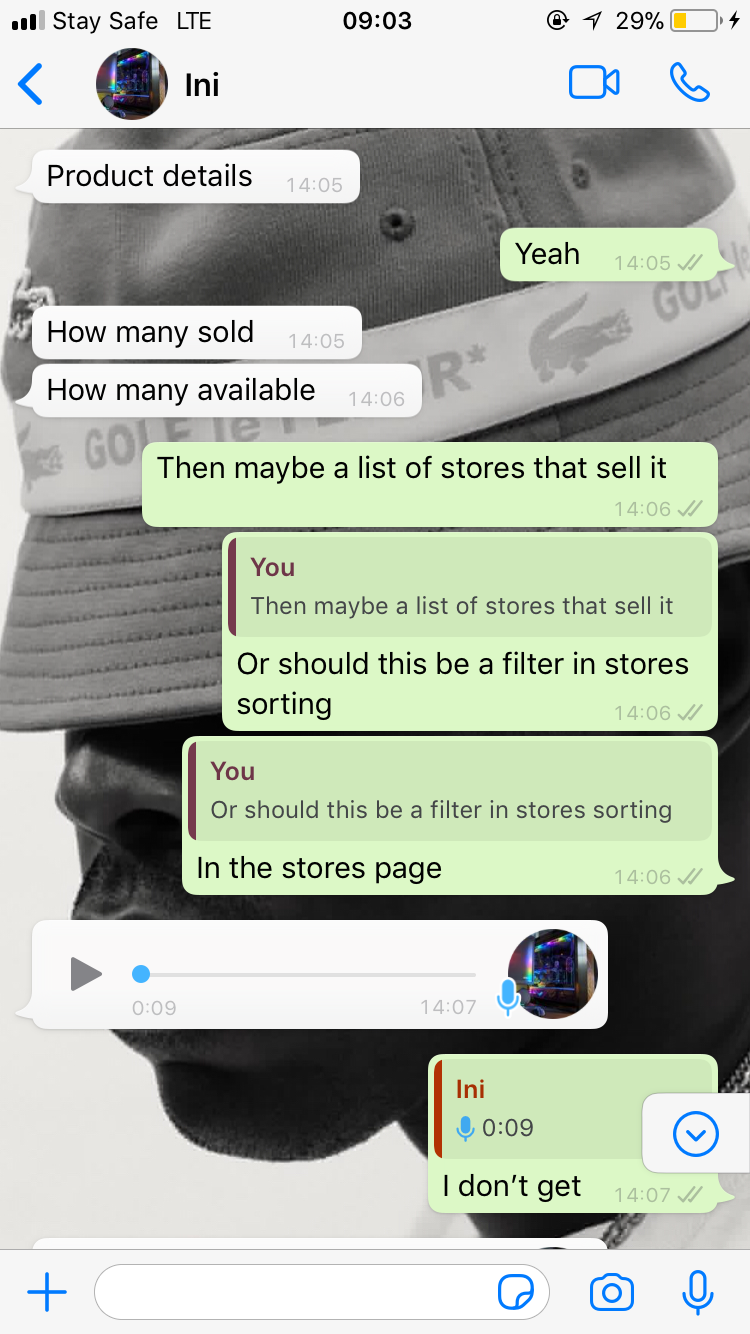 Stay Safe LTE 09:03 29%
Ini
Product details 14:05
Yeah 14:05
How many sold 14:05
How many available 14:06
GOLF le
R*
GOLF le
Then maybe a list of stores that sell it
14:06
You
Then maybe a list of stores that sell it
Or should this be a filter in stores
sorting 14:06
You
Or should this be a filter in stores sorting
In the stores page 14:06
0:09 14:07
Ini
0:09
I don’t get 14:07